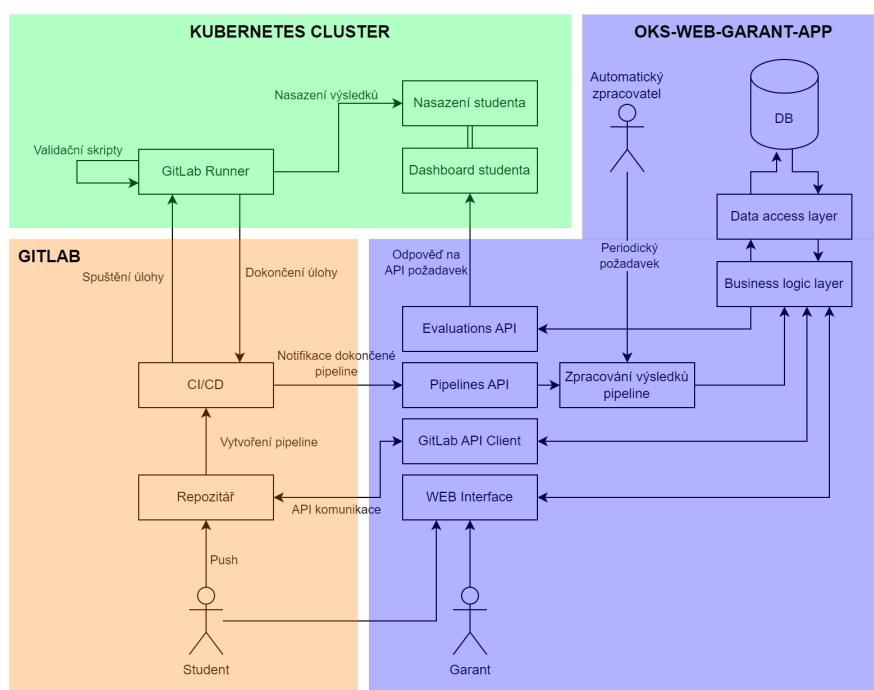 KUBERNETES CLUSTER
OKS-WEB-GARANT-APP
Automatický
zpracovatel
Nasazení výsledků
Nasazení studenta
DB
Validační skripty
GitLab Runner
Dashboard studenta
Data access layer
GITLAB
Spuštění úlohy
Dokončení úlohy
Odpověď na
API požadavek
Periodický
požadavek
Business logic layer
Evaluations API
Notifikace dokončené
pipeline
CI/CD
Pipelines API
Zpracování výsledků
pipeline
Vytvoření pipeline
GitLab API Client
Repozitář
API komunikace
WEB Interface
Push
Student
Garant